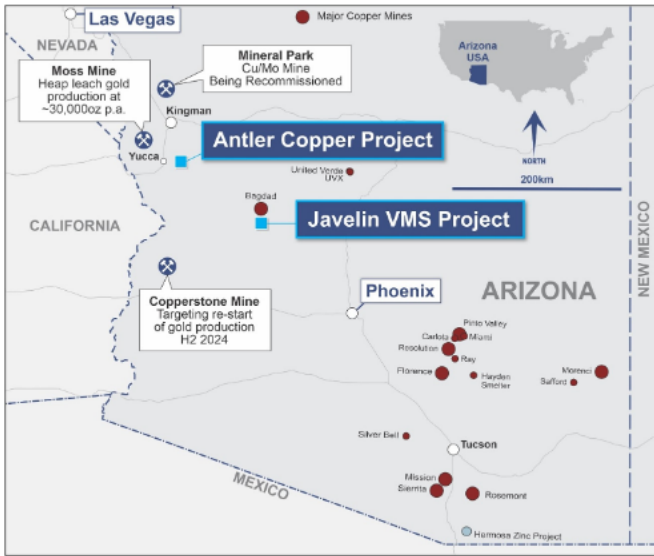 Las Vegas
Major Copper Mines
NEVADA
Moss Mine
Heap leach gold
production at
~30,000oz p.a.
Mineral Park
Cu/Mo Mine
Being Recommissioned
Arizona
USA
Kingman
Antler Copper Project
Yucca
NORTH
200km
United Verde
UVX
Bagdad
Javelin VMS Project
CALIFORNIA
NEW MEXICO
Copperstone Mine
Targeting re-start
of gold production
H2 2024
Phoenix
ARIZONA
Pinto Valley
Carlota
Miami
Resolution
Ray
Florence
Hayden
Smelter
Morenci
Safford
Silver Bell
Tucson
MEXICO
Mission
Sierrita
Rosemont
Hermosa Zinc Project